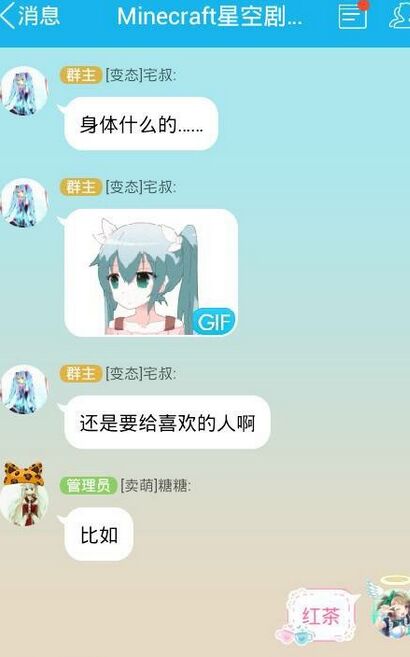 消息
Minecraft星空剧...
群主 [变态]宅叔:
身体什么的......
群主 [变态]宅叔:
GIF
群主 [变态]宅叔:
还是要给喜欢的人啊
管理员 [卖萌]糖糖:
比如
红茶